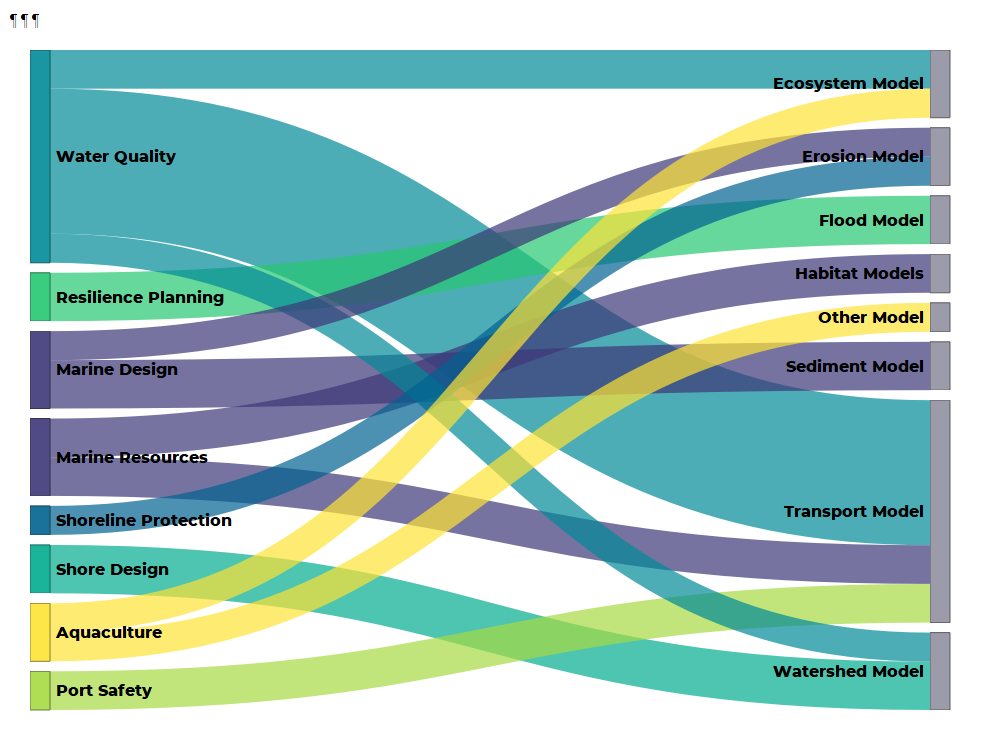 ¶¶¶
Ecosystem Model
Water Quality
Erosion Model
Flood Model
Habitat Models
Resilience Planning
Other Model
Sediment Model
Marine Design
Marine Resources
Transport Model
Shoreline Protection
Shore Design
Aquaculture
Watershed Model
Port Safety